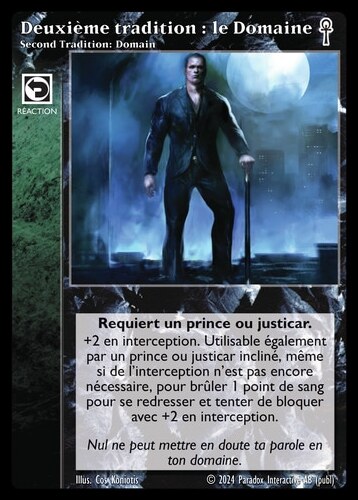 Deuxième tradition : le Domaine
Second Tradition: Domain
RÉACTION
Requiert un prince ou justicar.
+2 en interception. Utilisable également
par un prince ou justicar incliné, même
si de l'interception n'est pas encore
nécessaire, pour brûler 1 point de sang
pour se redresser et tenter de bloquer
avec +2 en interception.
Nul ne peut mettre en doute ta parole en
ton domaine.
Illus. Cos Koniotis © 2024 Paradox Interactive AB (publ)